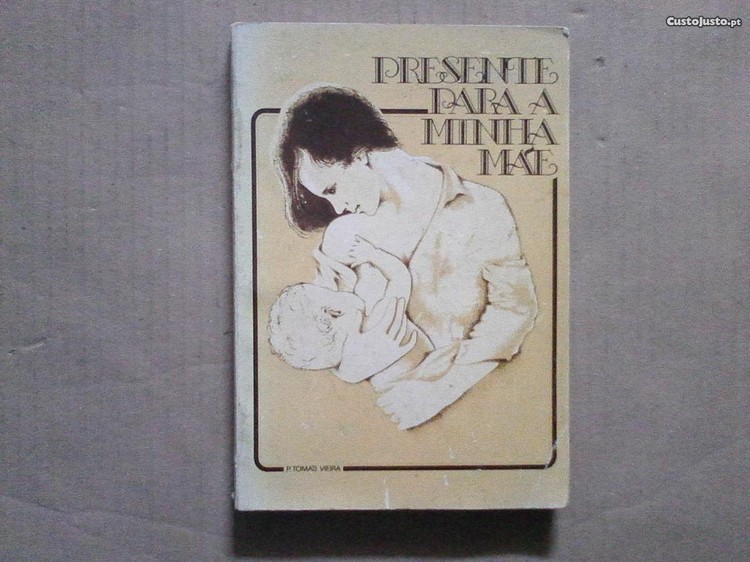 CustoJusto.pt
PRESENTE
PARA A
MINHA
MÃE
P. TOMÁS VIEIRA